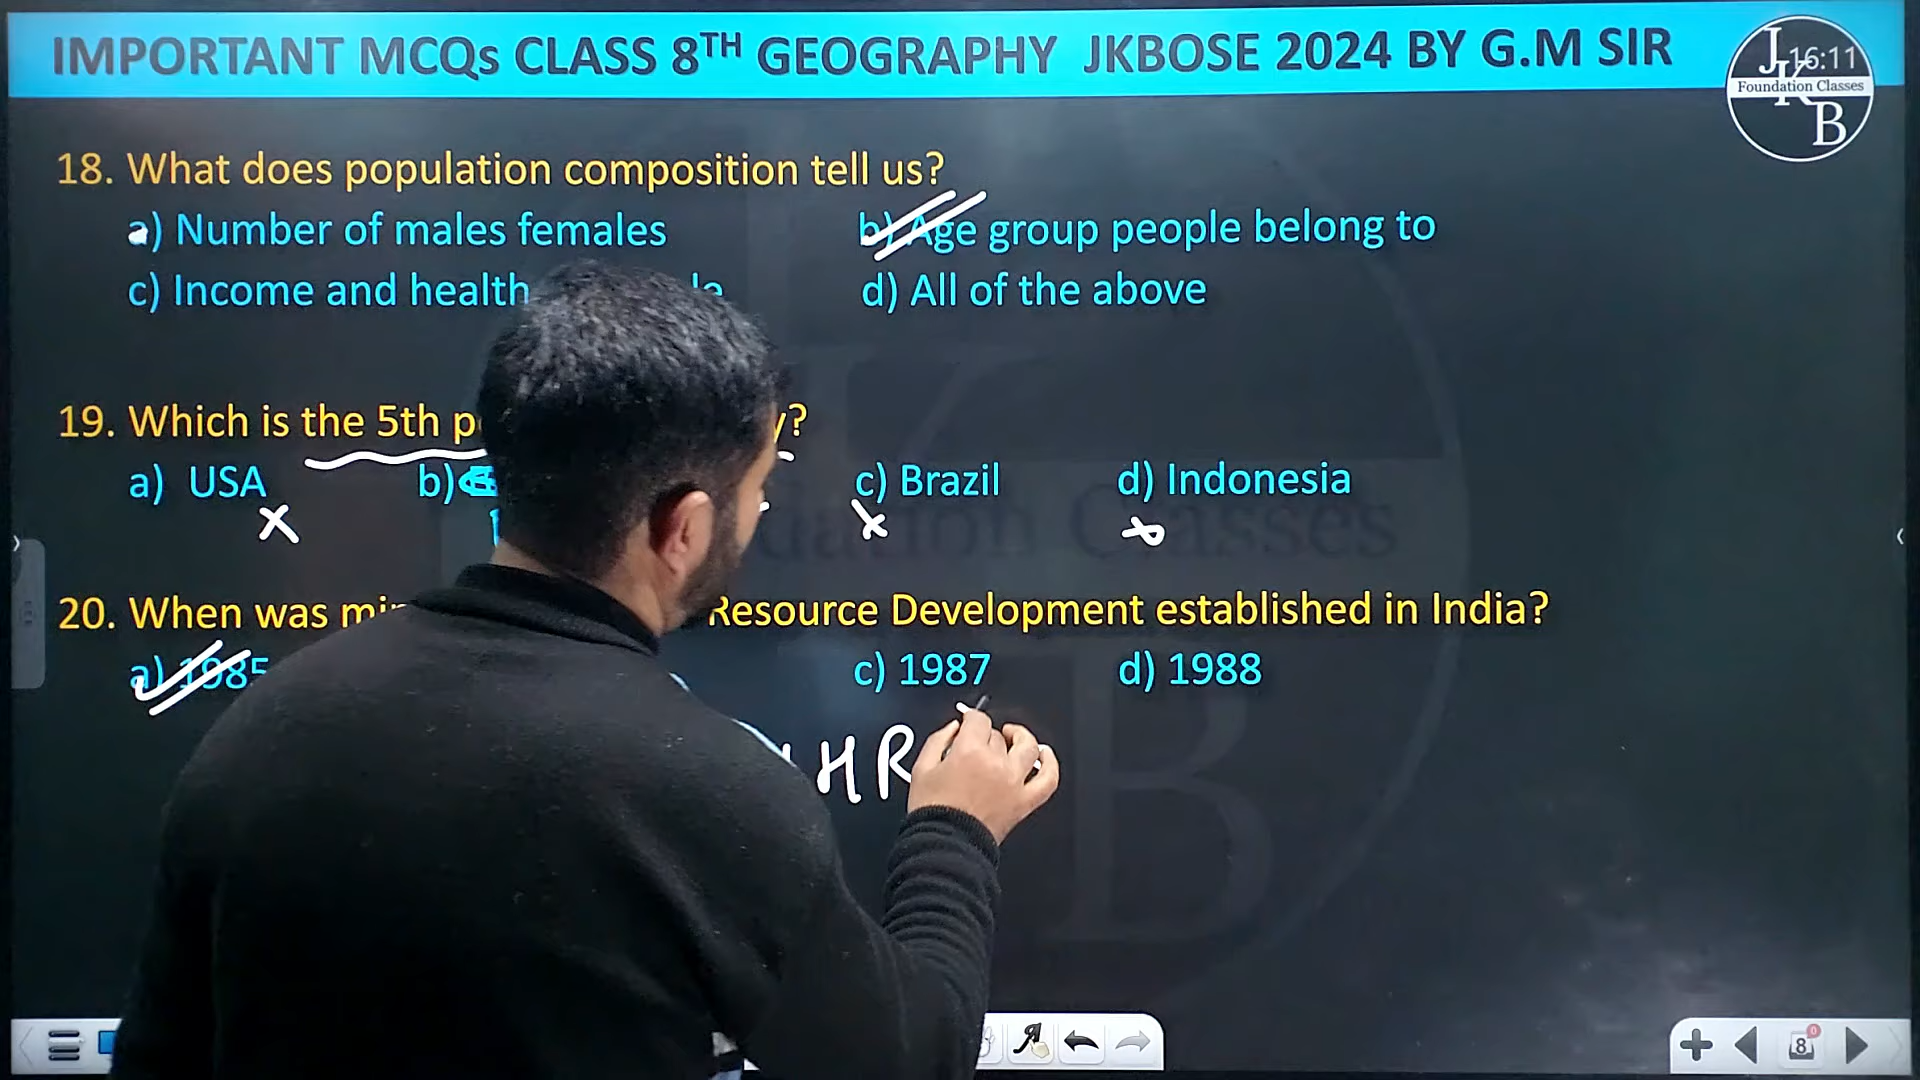 IMPORTANT MCQs CLASS 8TH GEOGRAPHY JKBOSE 2024 BY G.M SIR
J 16:11
K
Foundation Classes
B
18. What does population composition tell us?
a) Number of males females b) Age group people belong to
c) Income and health d) All of the above
19. Which is the 5th
a) USA b) c) Brazil d) Indonesia
20. When was Resource Development established in India?
a) 1985 c) 1987 d) 1988
HR
8